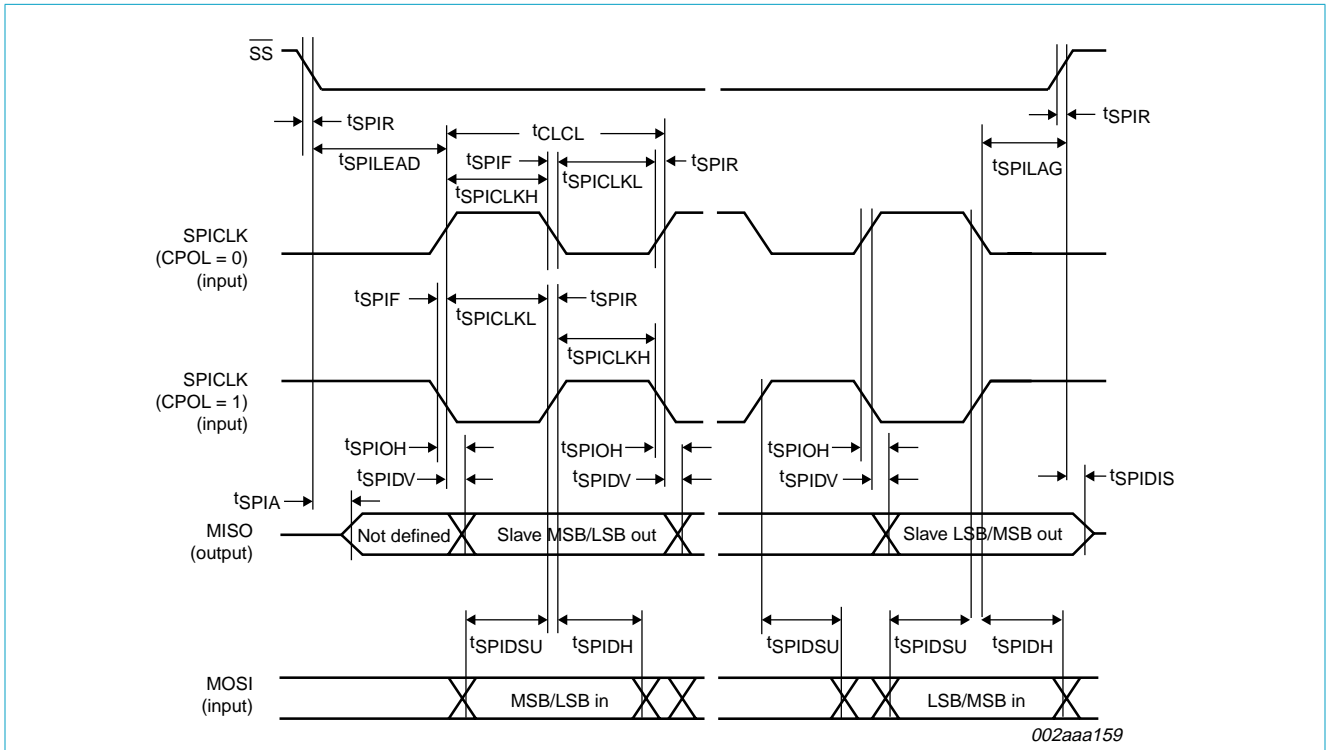 SS
tSPIR
tCLCL
tSPIR
tSPILEAD
tSPIF
tSPICLKL
tSPIR
tSPILAG
tSPICLKH
SPICLK
(CPOL = 0)
(input)
tSPIF
tSPICLKL
tSPIR
tSPICLKH
SPICLK
(CPOL = 1)
(input)
tSPIOH
tSPIOH
tSPIOH
tSPIDV
tSPIDV
tSPIDV
tSPIDIS
tSPIA
MISO
(output)
Not defined
Slave MSB/LSB out
Slave LSB/MSB out
tSPIDSU
tSPIDH
tSPIDSU
tSPIDSU
tSPIDH
MOSI
(input)
MSB/LSB in
LSB/MSB in
002aaa159